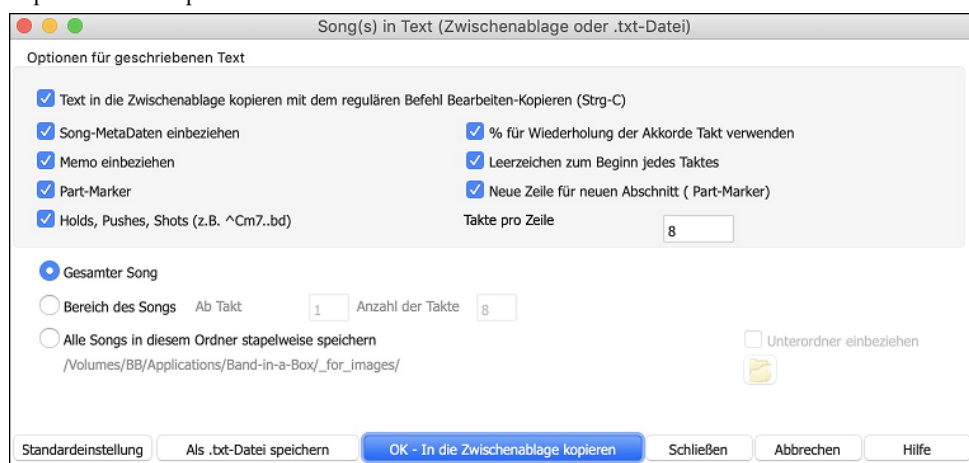 Song(s) in Text (Zwischenablage oder .txt-Datei)
Optionen für geschriebenen Text
Text in die Zwischenablage kopieren mit dem regulären Befehl Bearbeiten-Kopieren (Strg-C)
Song-MetaDaten einbeziehen
% für Wiederholung der Akkorde Takt verwenden
Memo einbeziehen
Leerzeichen zum Beginn jedes Taktes
Part-Marker
Neue Zeile für neuen Abschnitt ( Part-Marker)
Holds, Pushes, Shots (z.B. ^Cm7..bd)
Takte pro Zeile 8
Gesamter Song
Bereich des Songs Ab Takt 1 Anzahl der Takte 8
Alle Songs in diesem Ordner stapelweise speichern
Unterordner einbeziehen
/Volumes/BB/Applications/Band-in-a-Box/_for_images/
Standardeinstellung Als .txt-Datei speichern OK - In die Zwischenablage kopieren Schließen Abbrechen Hilfe